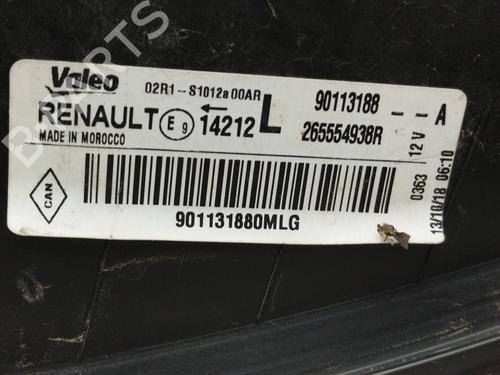 Valeo
02R1-S1012a00AR
90113188 -- A
RENAULT
E9
14212 L
265554938R
12 V
MADE IN MOROCCO
CAN
0363
13/10/18 06:10
901131880MLG
PARTS